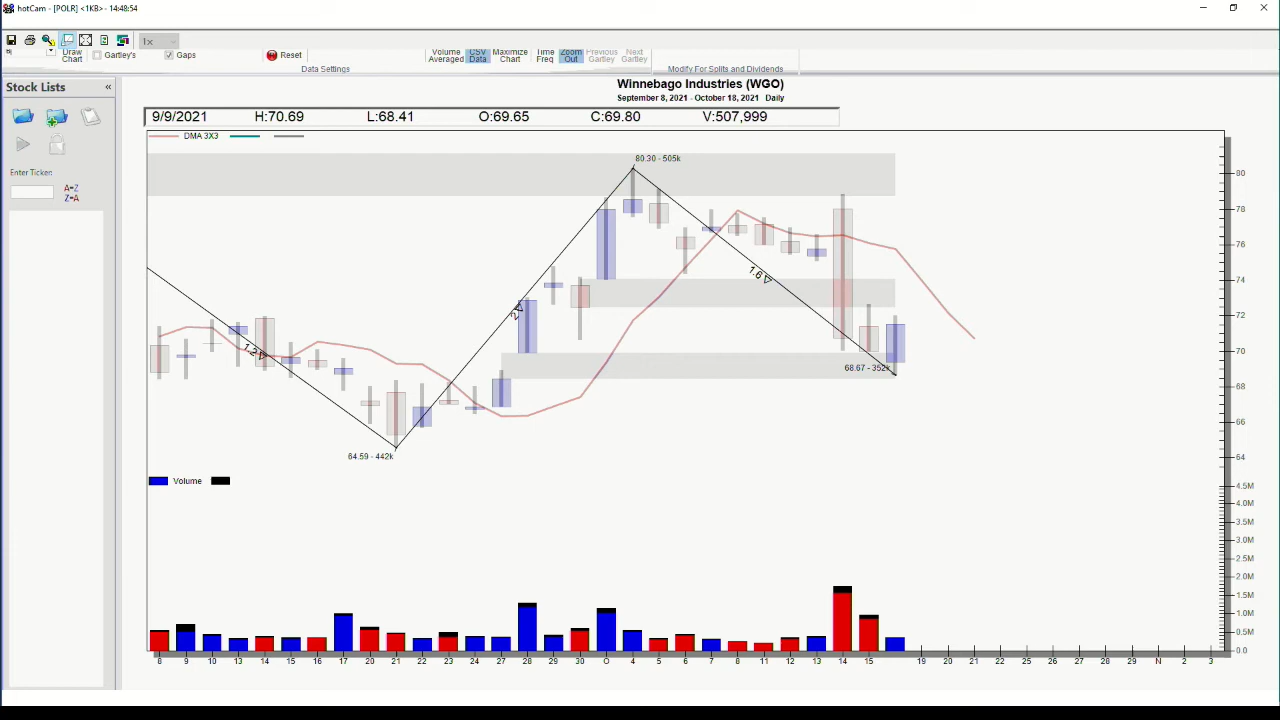 hotCam - [POLR] <1KB> - 14:48:54
1x
Draw Chart
Gartley's
Gaps
Reset
Volume Averaged
CSV Data
Maximize Chart
Time Freq
Zoom Out
Previous Gartley
Next Gartley
Data Settings
Modify For Splits and Dividends
Stock Lists «
Enter Ticker:
A=Z
Z=A
Winnebago Industries (WGO)
September 8, 2021 - October 18, 2021 Daily
9/9/2021 H:70.69 L:68.41 O:69.65 C:69.80 V:507,999
DMA 3X3
80.30 - 505k
1.2
2
1.6
68.67 - 352k
64.59 - 442k
80
78
76
74
72
70
68
66
64
Volume
4.5M
4.0M
3.5M
3.0M
2.5M
2.0M
1.5M
1.0M
0.5M
0.0
8 9 10 13 14 15 16 17 20 21 22 23 24 27 28 29 30 O 4 5 6 7 8 11 12 13 14 15 19 20 21 22 25 26 27 28 29 N 2 3